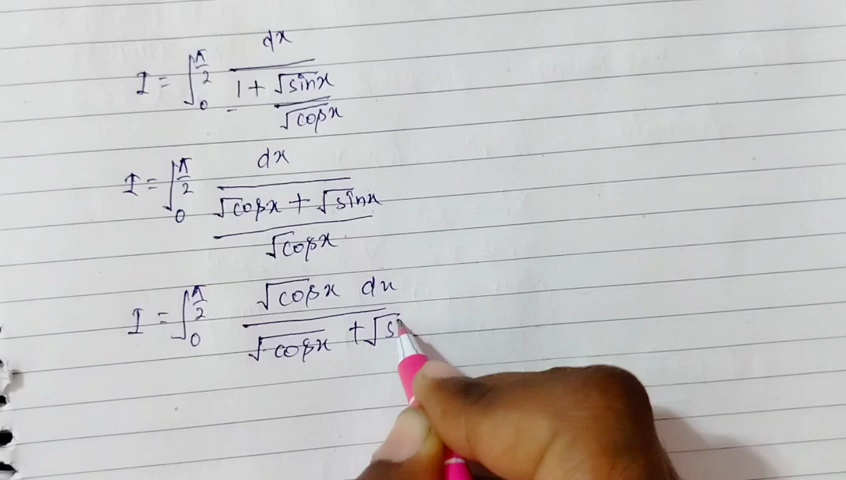 I = ∫₀^π/2 dx / (1 + √sinx / √cosx)
I = ∫₀^π/2 dx / ((√cosx + √sinx) / √cosx)
I = ∫₀^π/2 √cosx dx / (√cosx + √s